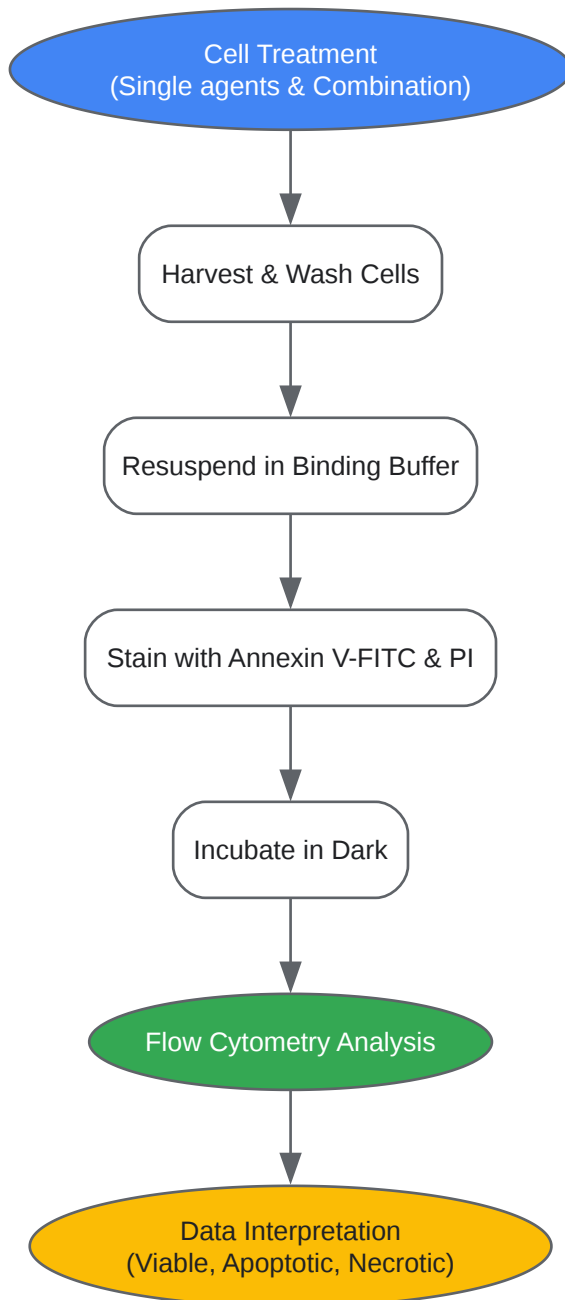 Cell Treatment
(Single agents & Combination)
Harvest & Wash Cells
Resuspend in Binding Buffer
Stain with Annexin V-FITC & PI
Incubate in Dark
Flow Cytometry Analysis
Data Interpretation
(Viable, Apoptotic, Necrotic)